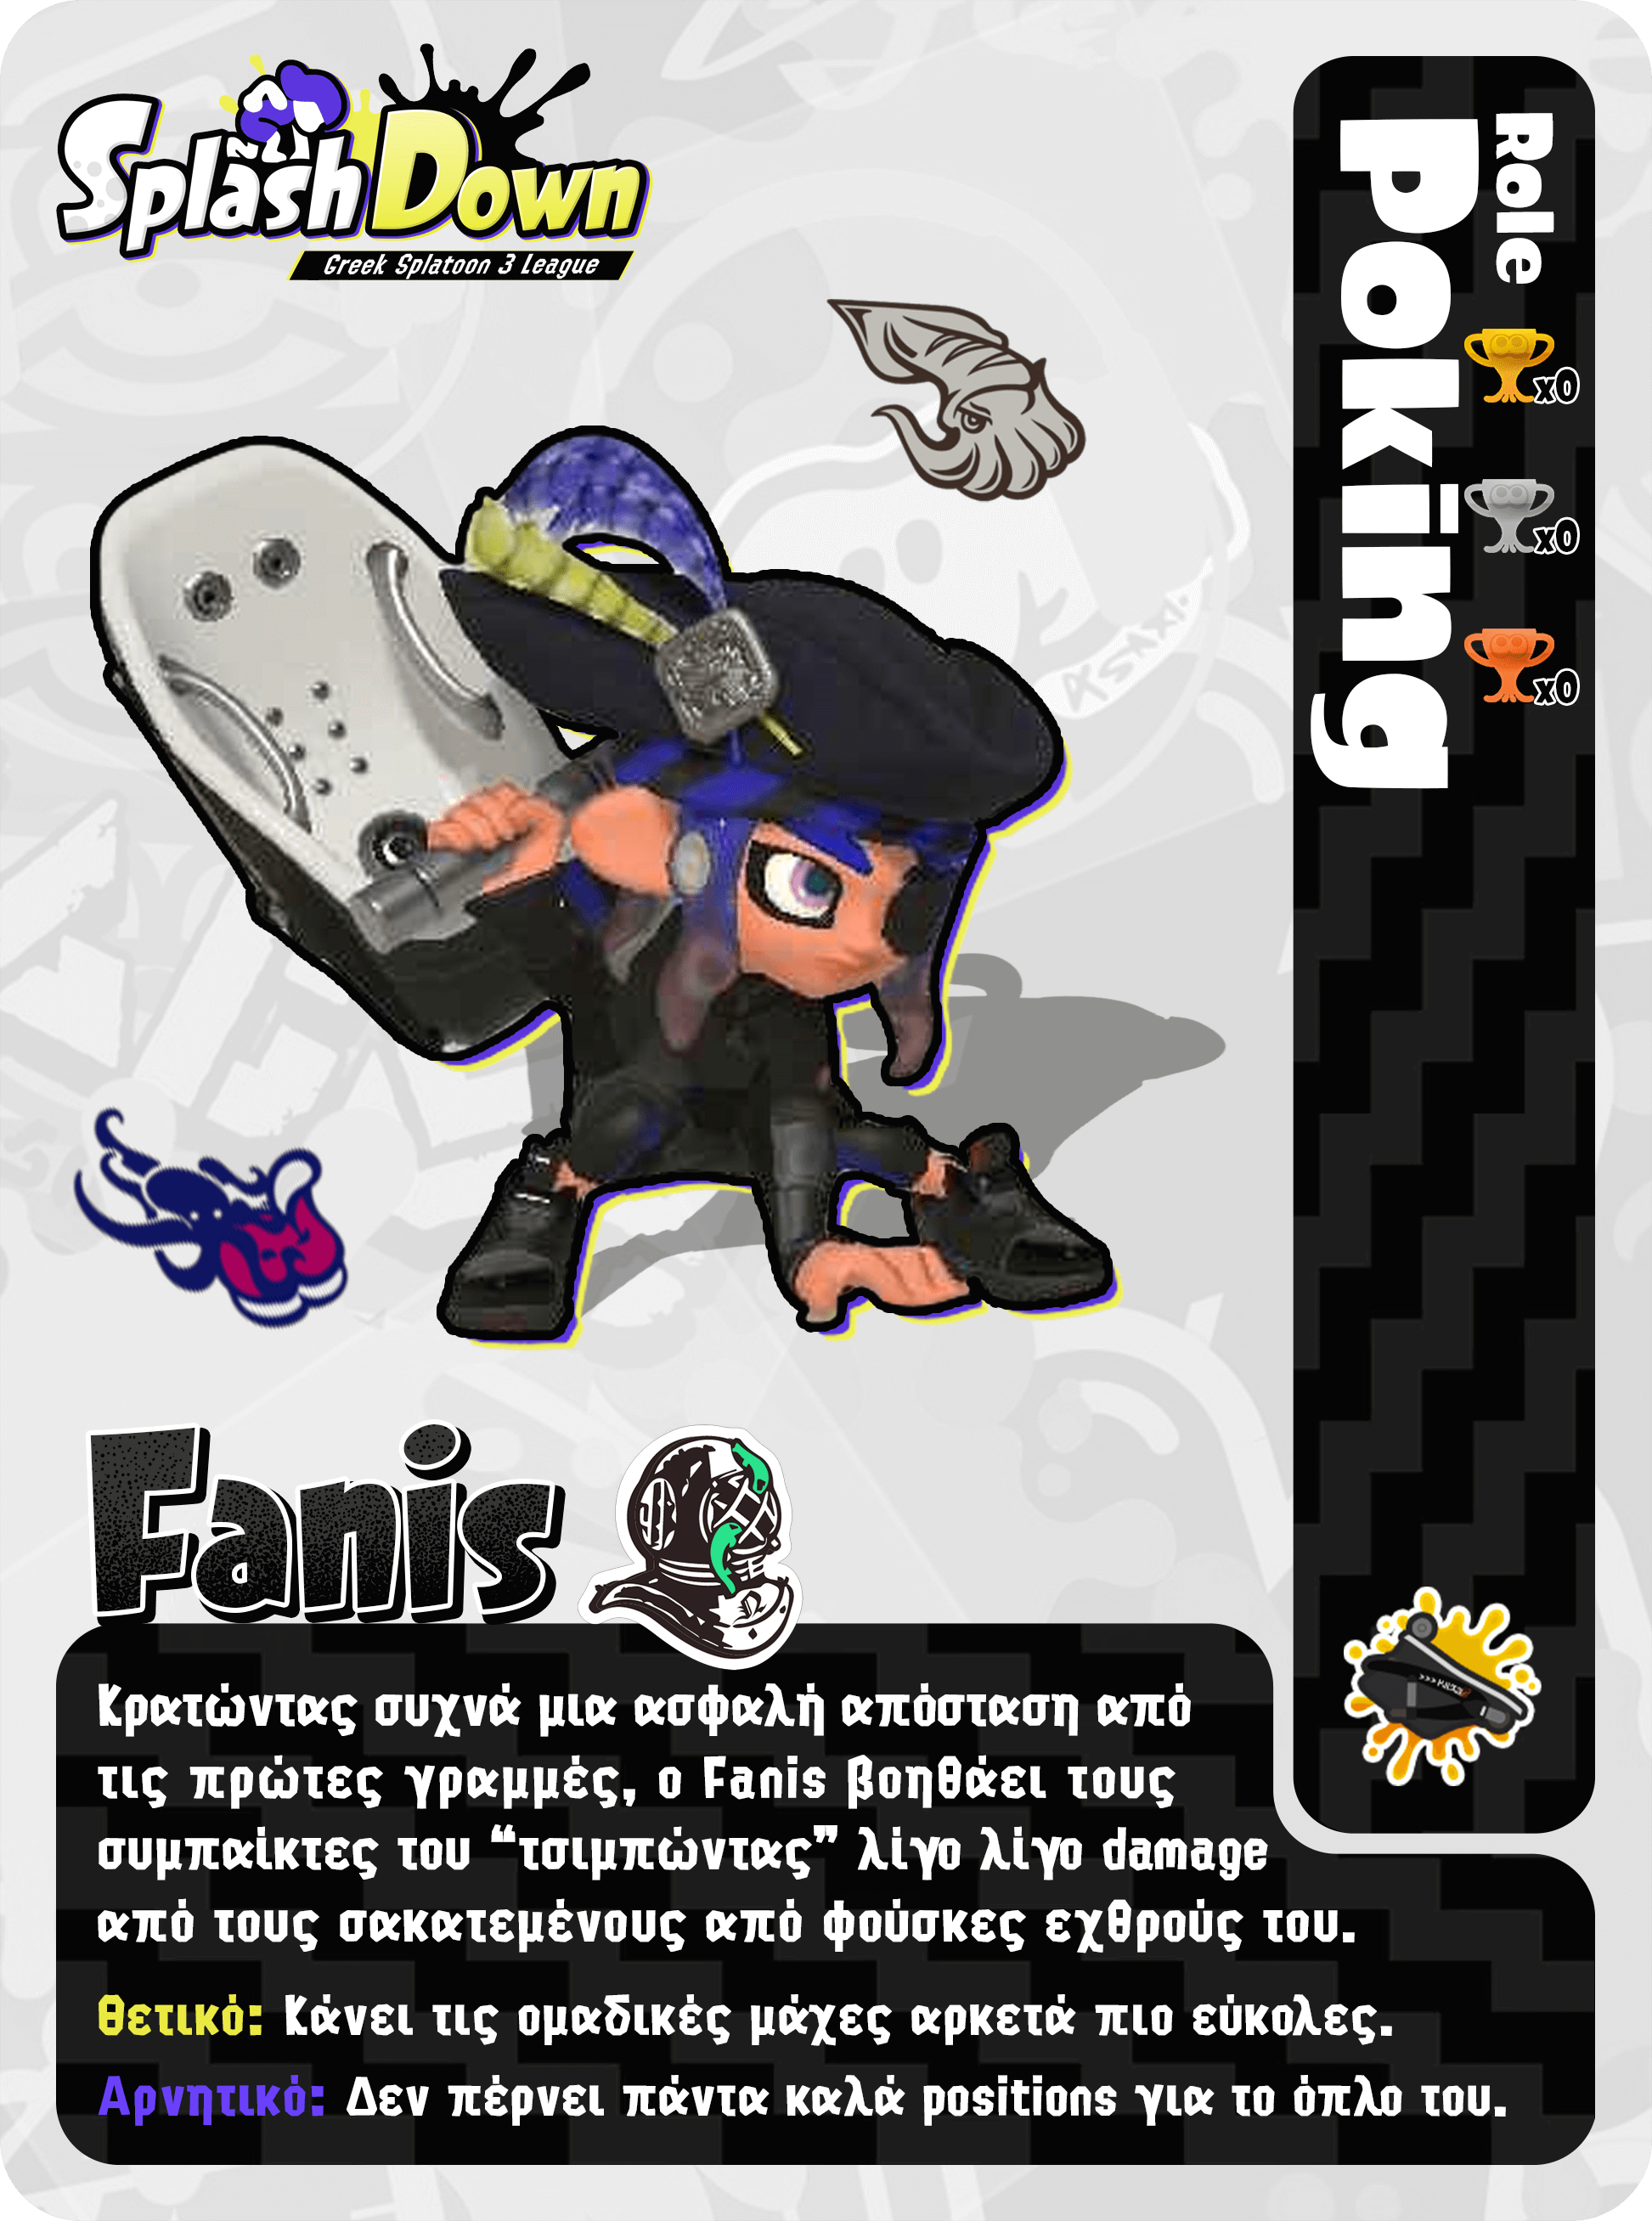 SplashDown
Greek Splatoon 3 League
Role
Poking
x0
x0
x0
Fanis
Κρατώντας συχνά μια ασφαλή απόσταση από
τις πρώτες γραμμές, ο Fanis βοηθάει τους
συμπαίκτες του “τσιμπώντας” λίγο λίγο damage
από τους σακατεμένους από φούσκες εχθρούς του.
Θετικό: Κάνει τις ομαδικές μάχες αρκετά πιο εύκολες.
Αρνητικό: Δεν πέρνει πάντα καλά positions για το όπλο του.